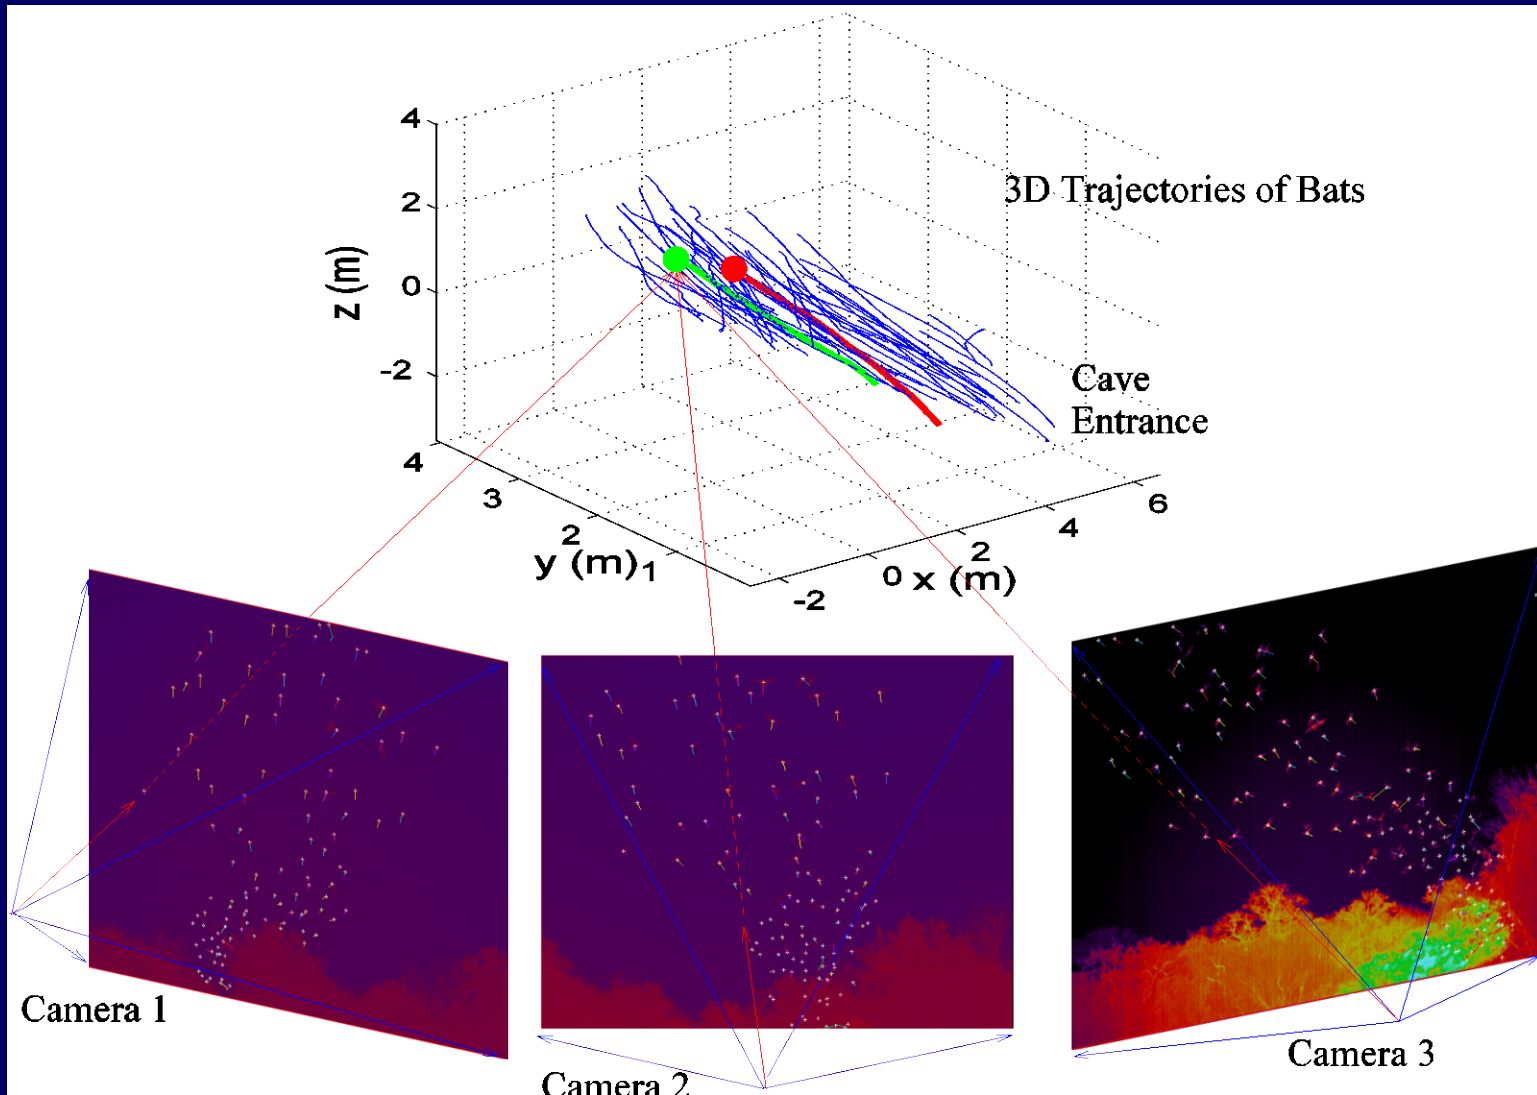 4
2
0
-2
z (m)
3D Trajectories of Bats
Cave
Entrance
4
3
2
1
y (m)
-2
0
2
4
6
x (m)
Camera 1
Camera 2
Camera 3